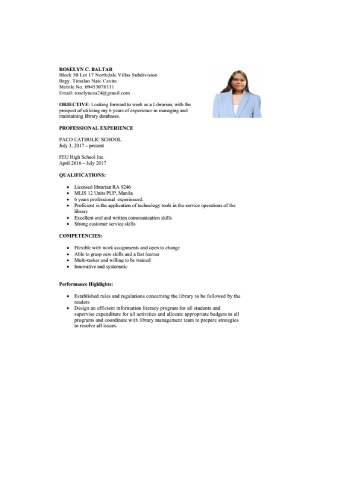 ROSELYN C. BALTAR
Block 50 Lot 17 Northdale Villas Subdivision
Brgy. Timalan Naic Cavite
Mobile No. 09453076131
Email: roselyncea24@gmail.com
OBJECTIVE: Looking forward to work as a Librarian, with the
prospect of utilizing my 6 years of experience in managing and
maintaining library databases.
PROFESSIONAL EXPERIENCE
PACO CATHOLIC SCHOOL
July 3, 2017 – present
FEU High School Inc.
April 2016 – July 2017
QUALIFICATIONS:
• Licensed librarian RA 9246
• MLIS 12 Units PUP, Manila
• 6 years professional experienced.
• Proficient in the application of technology tools in the service operations of the
library
• Excellent oral and written communication skills
• Strong customer service skills
COMPETENCIES:
• Flexible with work assignments and open to change
• Able to grasp new skills and a fast learner
• Multi-tasker and willing to be trained
• Innovative and systematic
Performance Highlights:
• Established rules and regulations concerning the library to be followed by the
readers
• Design an efficient information literacy program for all students and
supervise expenditure for all activities and allocate appropriate budgets to all
programs and coordinate with library management team to prepare strategies
to resolve all issues.